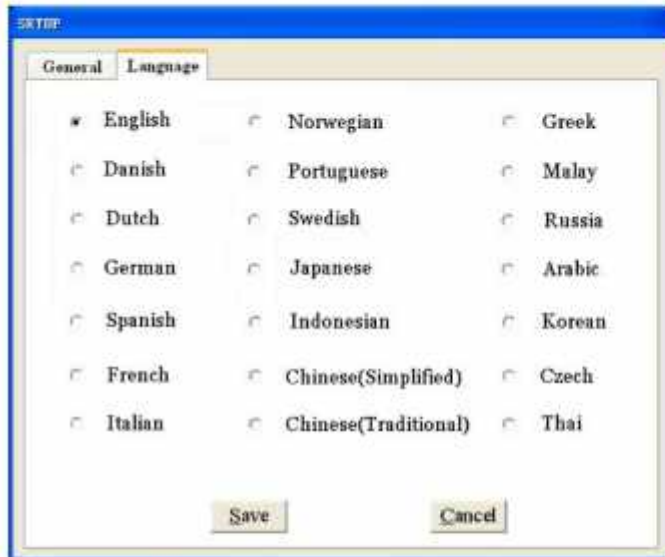 SETUP
General Language
English Norwegian Greek
Danish Portuguese Malay
Dutch Swedish Russia
German Japanese Arabic
Spanish Indonesian Korean
French Chinese(Simplified) Czech
Italian Chinese(Traditional) Thai
Save Cancel